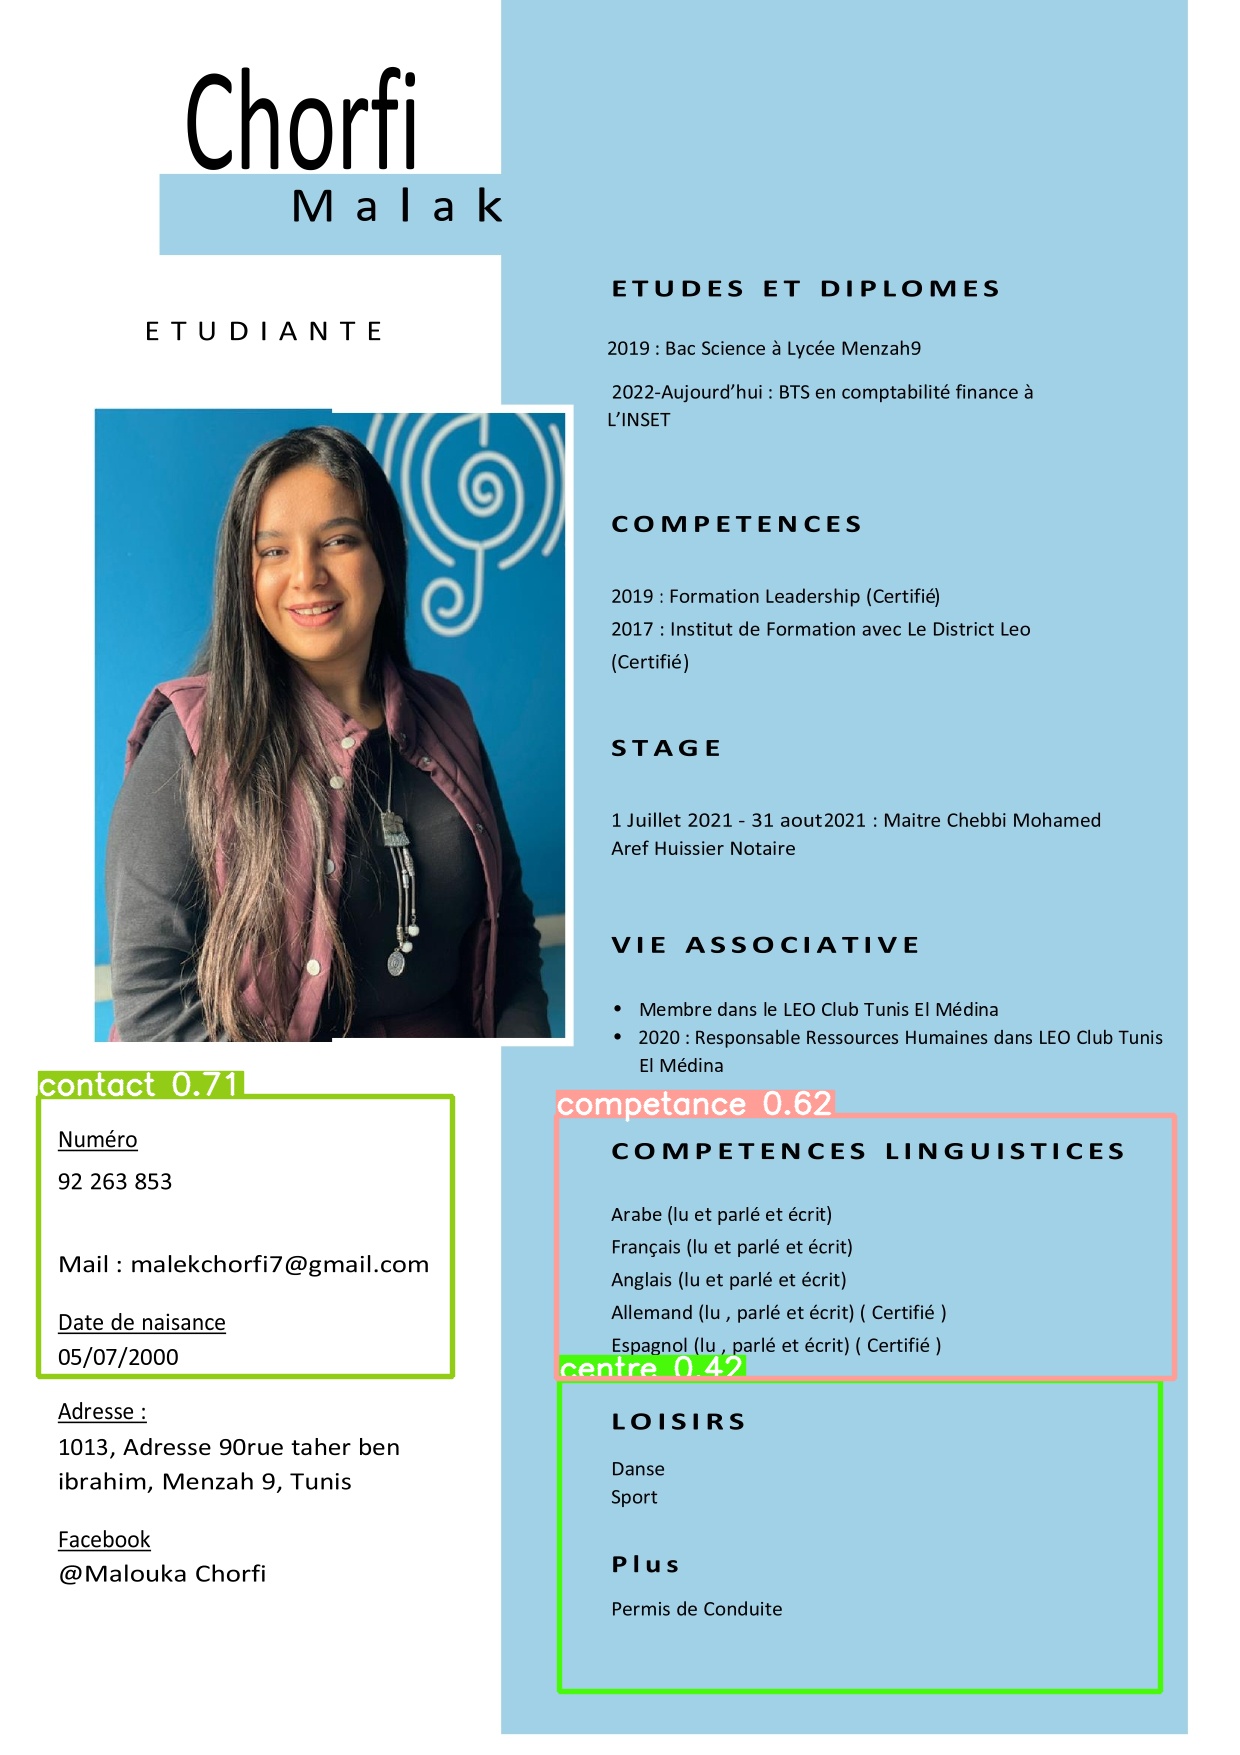 Chorfi
Malak
ETUDIANTE
contact 0.71
Numéro
92 263 853
Mail : malekchorfi7@gmail.com
Date de naisance
05/07/2000
Adresse :
1013, Adresse 90rue taher ben
ibrahim, Menzah 9, Tunis
Facebook
@Malouka Chorfi
ETUDES ET DIPLOMES
2019 : Bac Science à Lycée Menzah9
2022-Aujourd’hui : BTS en comptabilité finance à
L’INSET
COMPETENCES
2019 : Formation Leadership (Certifié)
2017 : Institut de Formation avec Le District Leo
(Certifié)
STAGE
1 Juillet 2021 - 31 aout2021 : Maitre Chebbi Mohamed
Aref Huissier Notaire
VIE ASSOCIATIVE
• Membre dans le LEO Club Tunis El Médina
• 2020 : Responsable Ressources Humaines dans LEO Club Tunis
El Médina
competance 0.62
COMPETENCES LINGUISTICES
Arabe (lu et parlé et écrit)
Français (lu et parlé et écrit)
Anglais (lu et parlé et écrit)
Allemand (lu , parlé et écrit) ( Certifié )
Espagnol (lu , parlé et écrit) ( Certifié )
centre 0.42
LOISIRS
Danse
Sport
Plus
Permis de Conduite